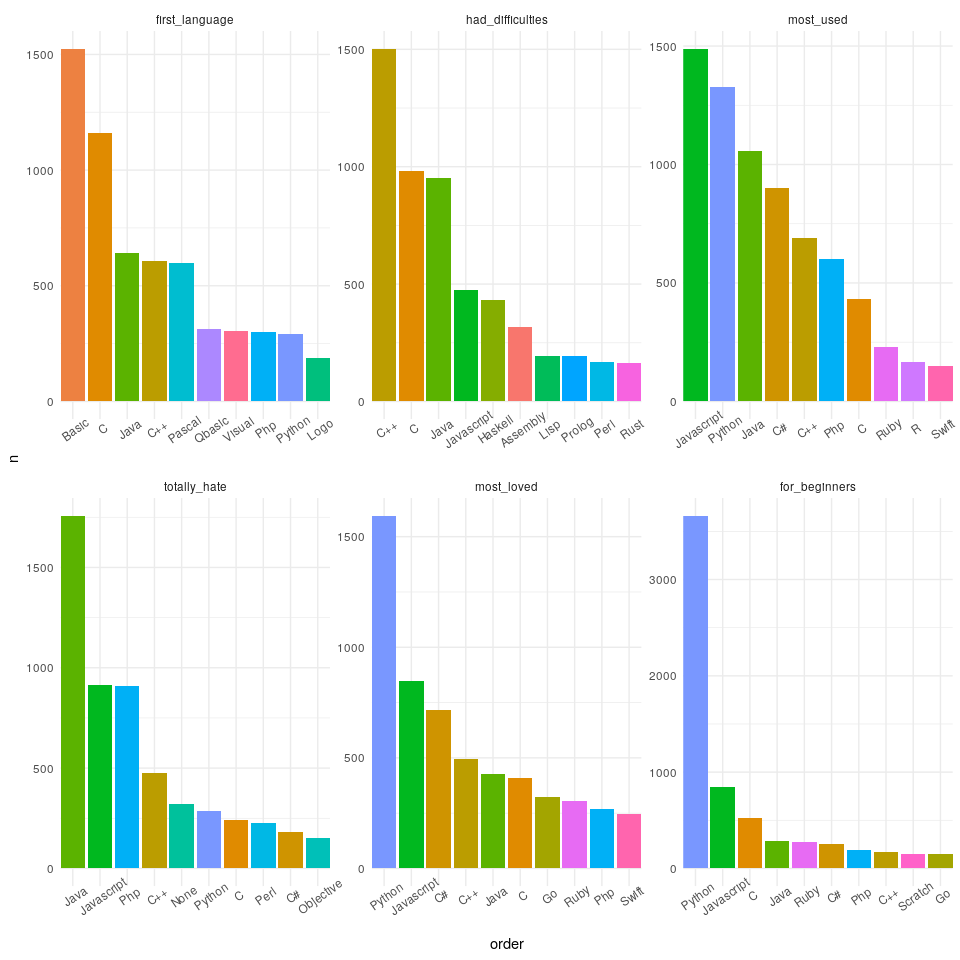 first_language
had_difficulties
most_used
1500
1000
500
0
Basic C Java C++ Pascal Qbasic Visual Php Python Logo
1500
1000
500
0
C++ C Java Javascript Haskell Assembly Lisp Prolog Perl Rust
1500
1000
500
0
Javascript Python Java C# C++ Php C Ruby R Swift
n
totally_hate
most_loved
for_beginners
1500
1000
500
0
Java Javascript Php C++ None Python C Perl C# Objective
1500
1000
500
0
Python Javascript C# C++ Java C Go Ruby Php Swift
3000
2000
1000
0
Python Javascript C Java Ruby C# Php C++ Scratch Go
order